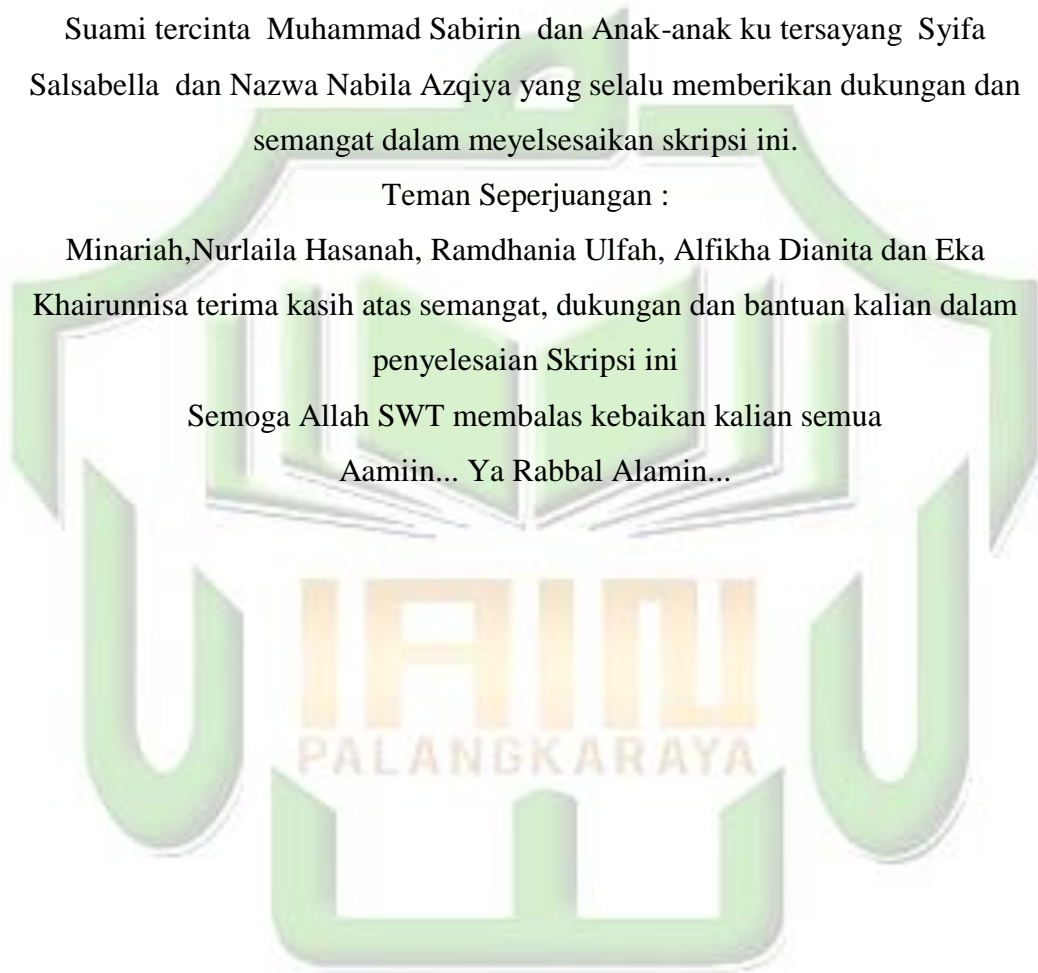 Suami tercinta Muhammad Sabirin dan Anak-anak ku tersayang Syifa
Salsabella dan Nazwa Nabila Azqiya yang selalu memberikan dukungan dan
semangat dalam meyelsesaikan skripsi ini.
Teman Seperjuangan :
Minariah,Nurlaila Hasanah, Ramdhania Ulfah, Alfikha Dianita dan Eka
Khairunnisa terima kasih atas semangat, dukungan dan bantuan kalian dalam
penyelesaian Skripsi ini
Semoga Allah SWT membalas kebaikan kalian semua
Aamiin... Ya Rabbal Alamin...
IAIN
PALANGKARAYA